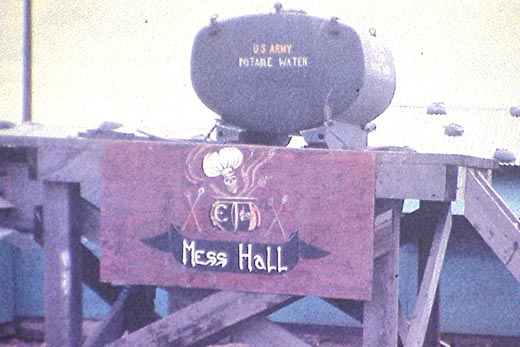 U.S ARMY
POTABLE WATER
MESS HALL